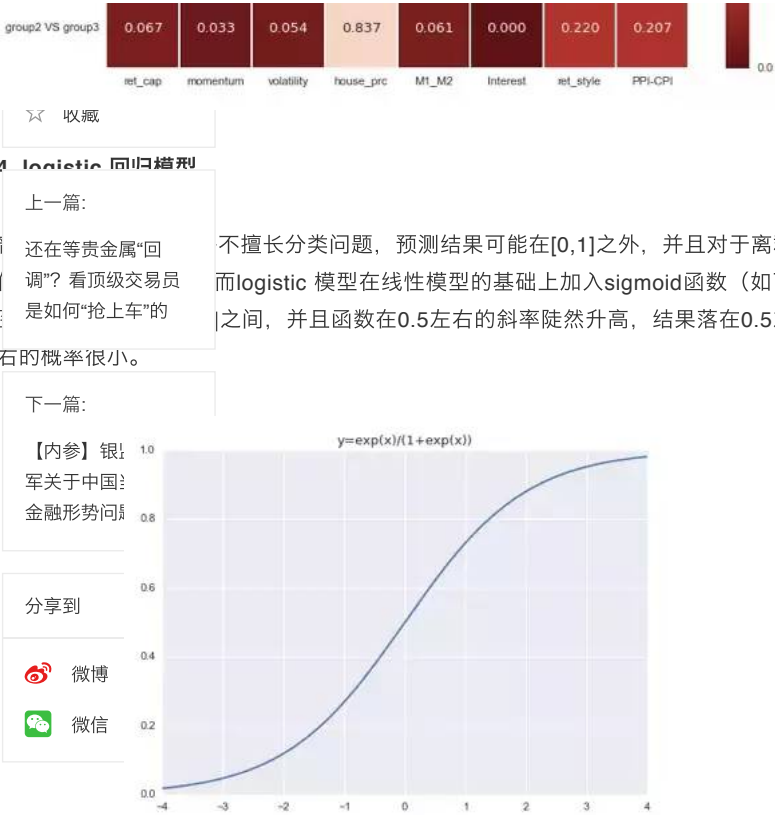 group2 VS group3 0.067 0.033 0.054 0.837 0.061 0.000 0.220 0.207
0.0
ret_cap momentum volatility house_prc M1_M2 Interest ret_style PPI-CPI
收藏
4. logistic 回归模型
上一篇:
还在等贵金属“回
调”？看顶级交易员
是如何“抢上车”的
不擅长分类问题，预测结果可能在[0,1]之外，并且对于离
而logistic 模型在线性模型的基础上加入sigmoid函数（如
]之间，并且函数在0.5左右的斜率陡然升高，结果落在0.5
右的概率很小。
下一篇:
【内参】银
军关于中国
金融形势问
分享到
微博
微信
y=exp(x)/(1+exp(x))
1.0
0.8
0.6
0.4
0.2
0.0
-4 -3 -2 -1 0 1 2 3 4